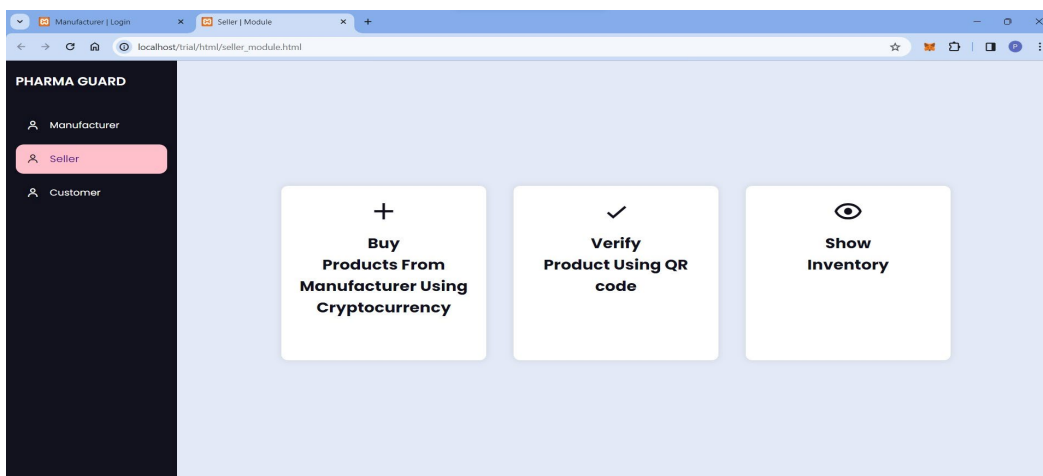 Manufacturer | Login
Seller | Module
localhost/trial/html/seller_module.html
P
PHARMA GUARD
Manufacturer
Seller
Customer
Buy
Products From
Manufacturer Using
Cryptocurrency
Verify
Product Using QR
code
Show
Inventory